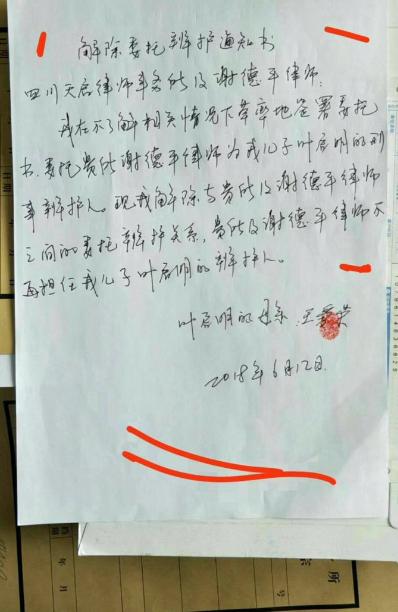 解除委托辩护通知书
四川天启律师事务所及谢德平律师:
我在不了解相关情况下草率地签署委托
书,委托贵所谢德平律师为我儿子叶启明的刑
事辩护人。现我解除与贵所及谢德平律师
之间的委托辩护关系,贵所及谢德平律师不
再担任我儿子叶启明的辩护人。
叶启明的母亲:王
2018年6月12日